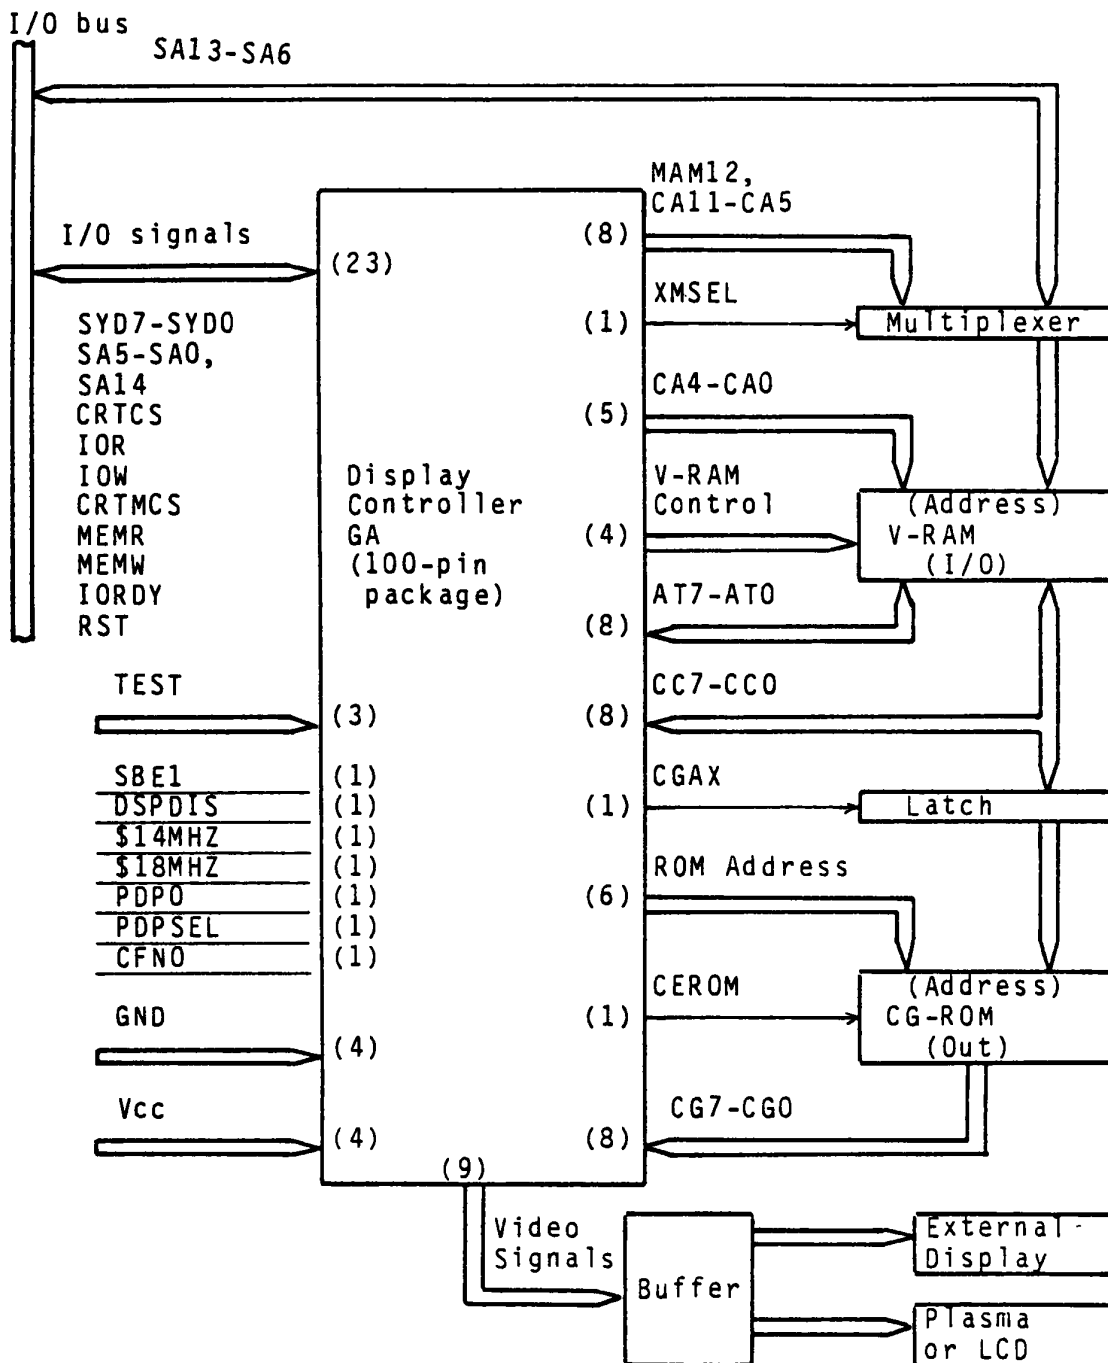 I/O bus
SA13-SA6
MAM12,
CA11-CA5
I/O signals
(8)
(23)
XMSEL
(1)
Multiplexer
SYD7-SYD0
SA5-SA0,
SA14
CRTCS
IOR
IOW
CRTMCS
MEMR
MEMW
IORDY
RST
CA4-CA0
(5)
Display
Controller
GA
(100-pin
package)
V-RAM
Control
(4)
(Address)
V-RAM
(I/O)
AT7-AT0
(8)
TEST
(3)
CC7-CC0
(8)
SBE1
(1)
DSPDIS
(1)
$14MHZ
(1)
$18MHZ
(1)
PDPO
(1)
PDPSEL
(1)
CFNO
(1)
CGAX
(1)
Latch
ROM Address
(6)
CEROM
(1)
(Address)
CG-ROM
(Out)
GND
(4)
Vcc
(4)
CG7-CG0
(8)
(9)
Video
Signals
Buffer
External
Display
Plasma
or LCD